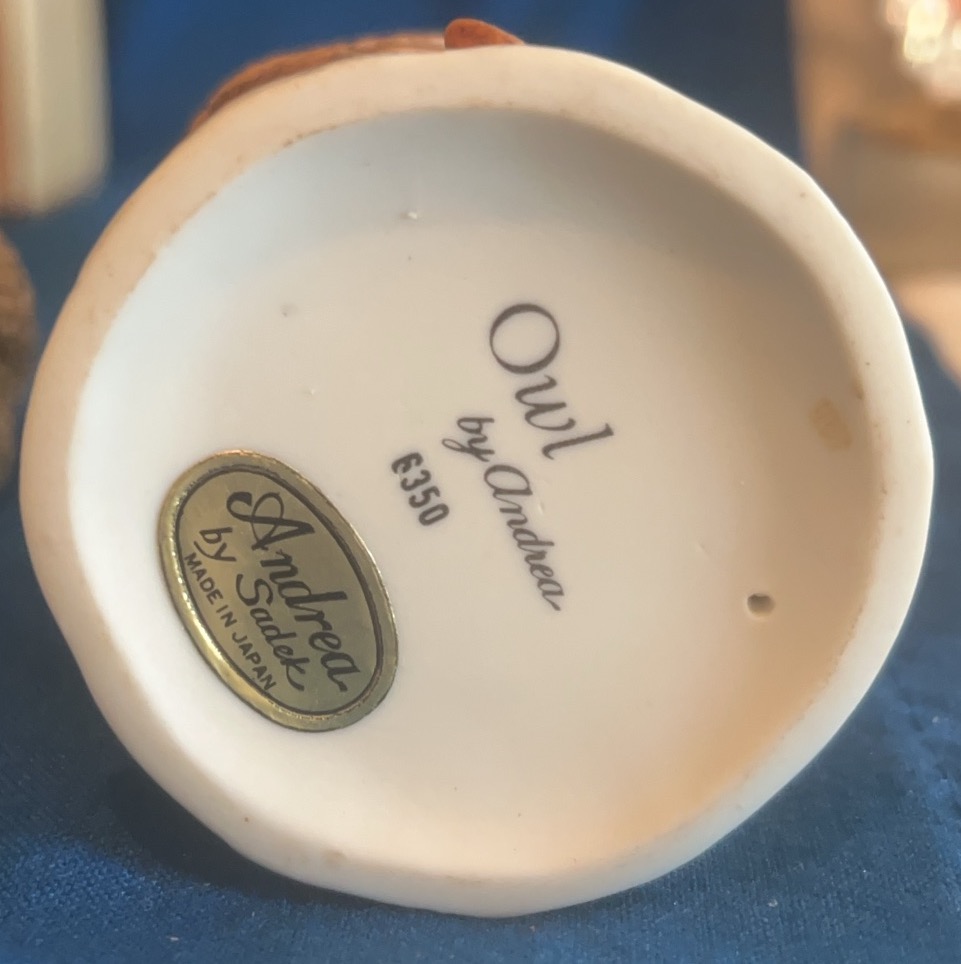 Owl
by Andrea
6350
Andrea
by Sadek
MADE IN JAPAN